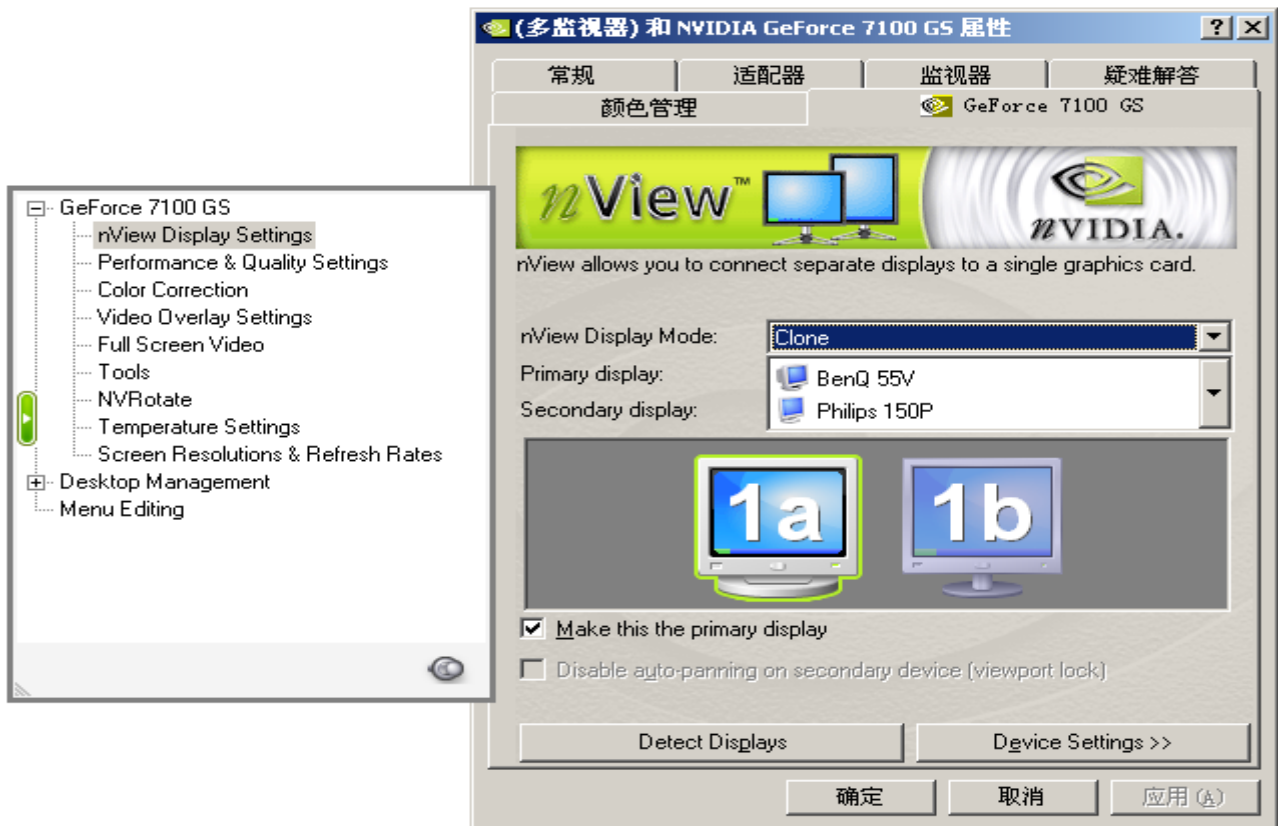 GeForce 7100 GS
nView Display Settings
Performance & Quality Settings
Color Correction
Video Overlay Settings
Full Screen Video
Tools
NVRotate
Temperature Settings
Screen Resolutions & Refresh Rates
Desktop Management
Menu Editing
(多监视器) 和 NVIDIA GeForce 7100 GS 属性
常规 适配器 监视器 疑难解答
颜色管理 GeForce 7100 GS
nView™ nVIDIA.
nView allows you to connect separate displays to a single graphics card.
nView Display Mode: Clone
Primary display: BenQ 55V
Secondary display: Philips 150P
1a 1b
Make this the primary display
Disable auto-panning on secondary device (viewport lock)
Detect Displays Device Settings >>
确定 取消 应用(A)